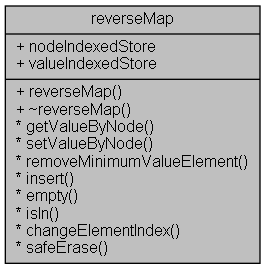 reverseMap
+ nodeIndexedStore
+ valueIndexedStore
+ reverseMap()
+ ~reverseMap()
* getValueByNode()
* setValueByNode()
* removeMinimumValueElement()
* insert()
* empty()
* isIn()
* changeElementIndex()
* safeErase()